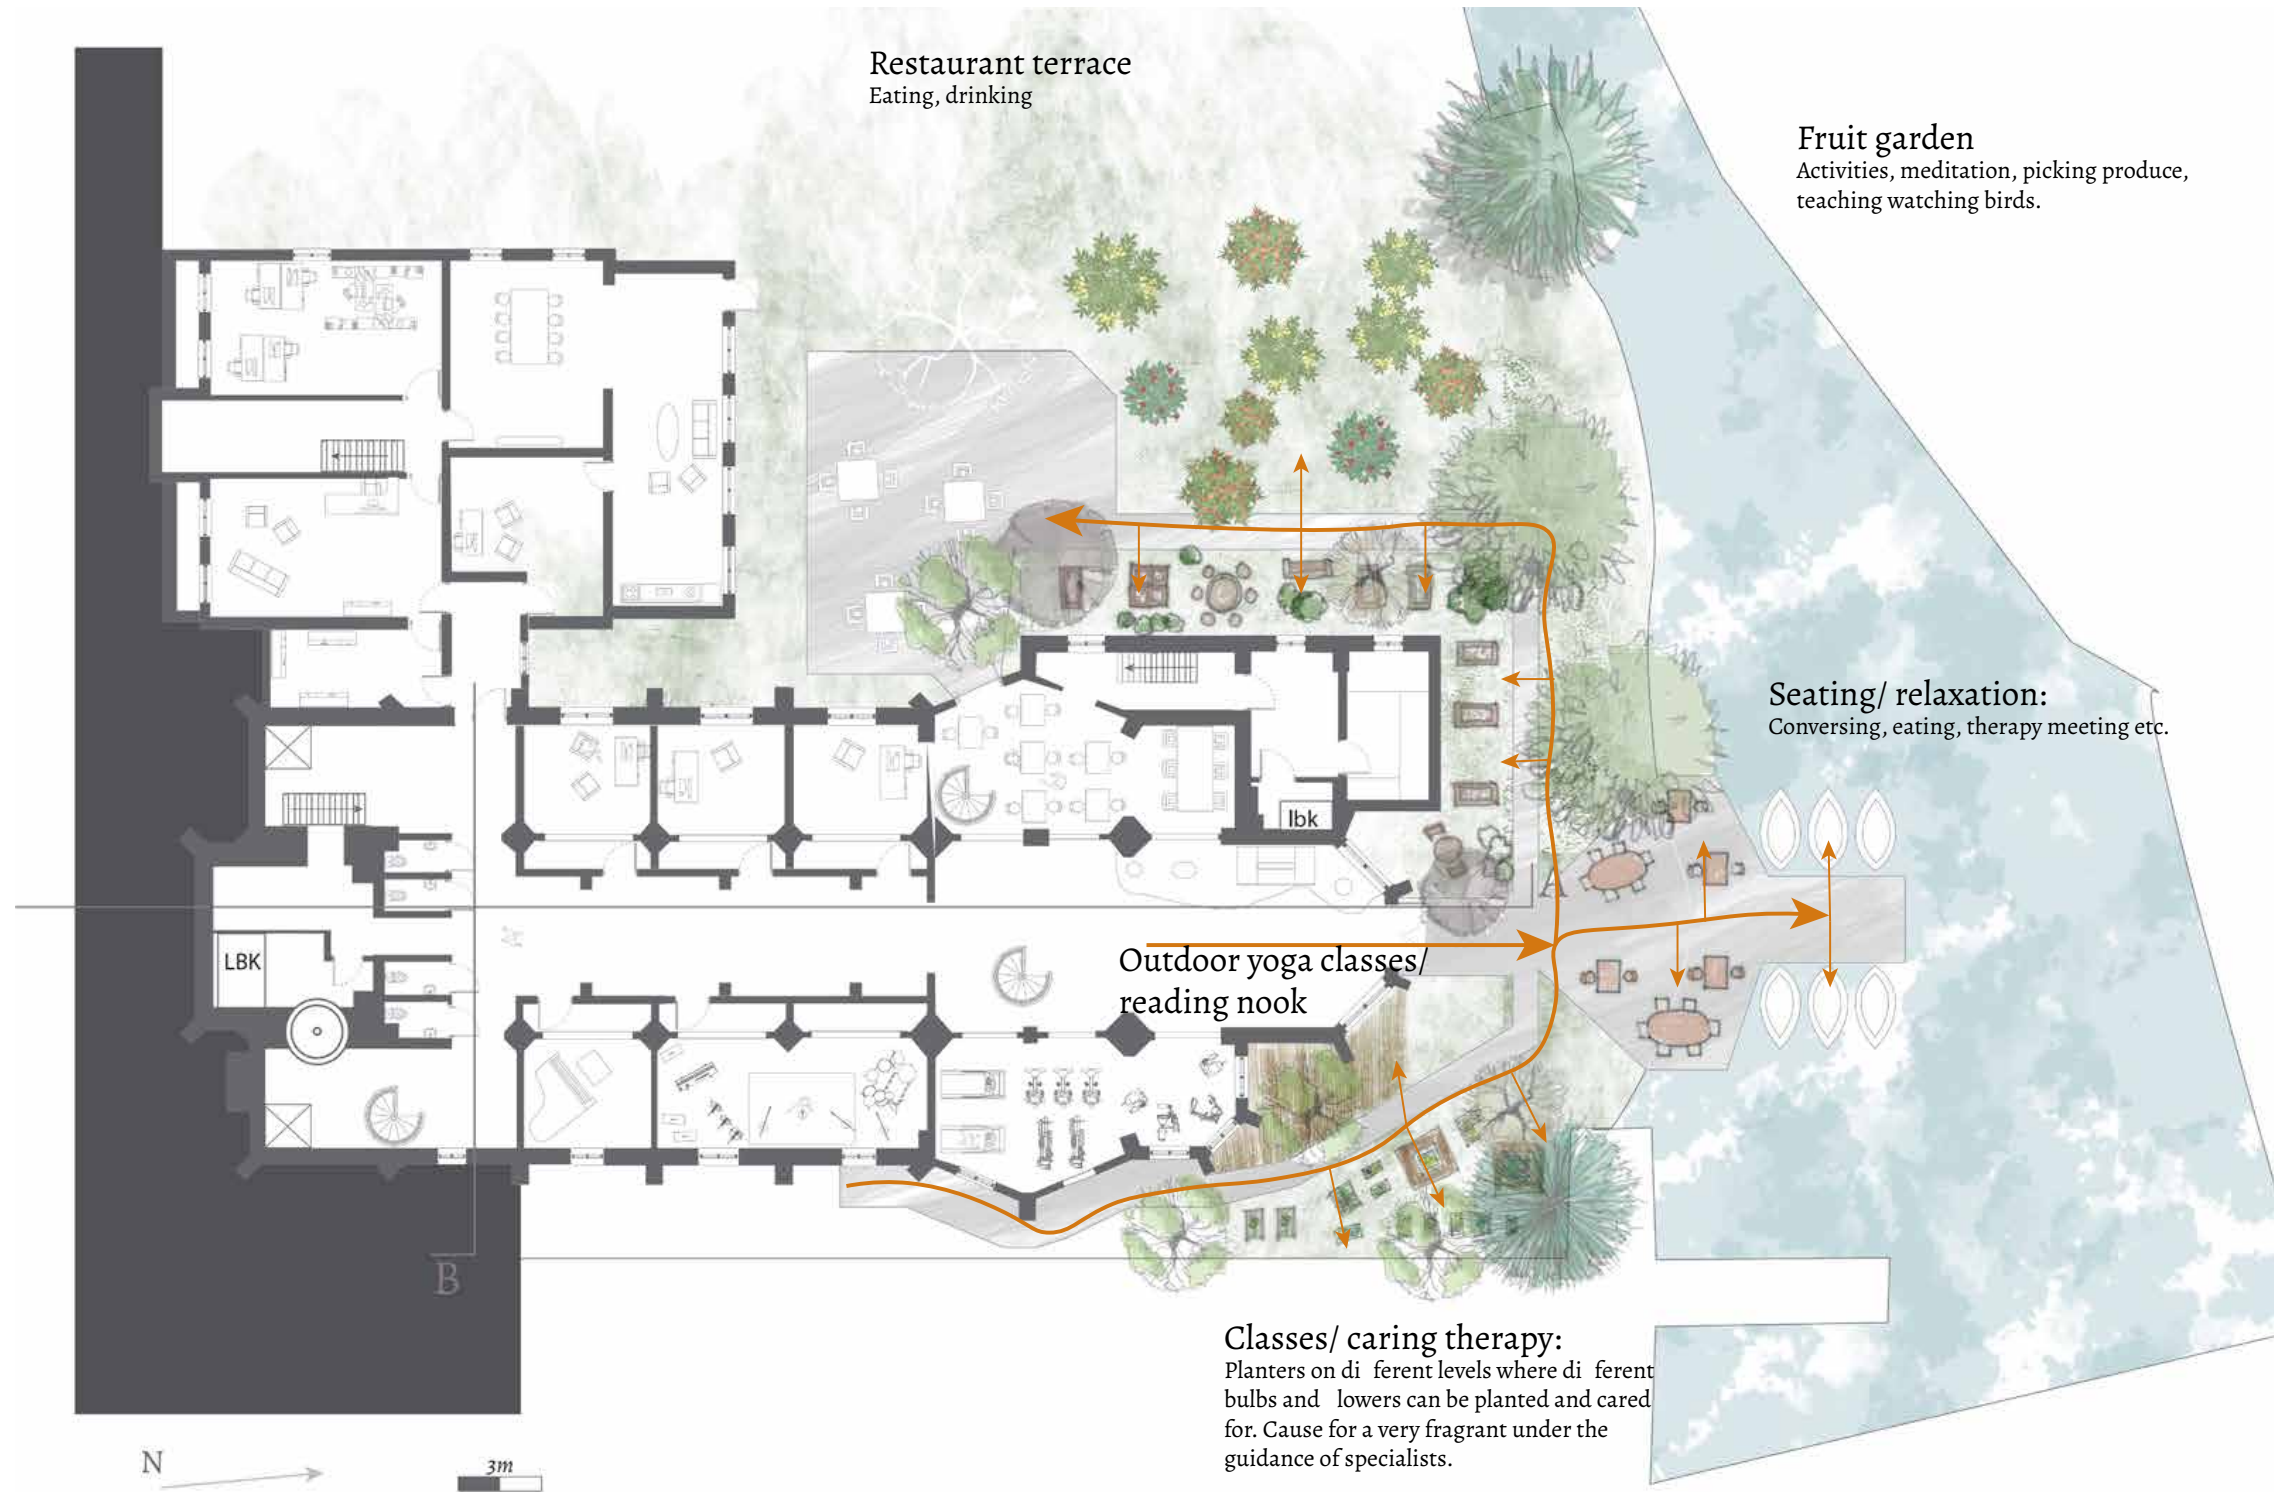 Restaurant terrace
Eating, drinking
Fruit garden
Activities, meditation, picking produce,
teaching watching birds.
Seating/ relaxation:
Conversing, eating, therapy meeting etc.
lbk
A
LBK
Outdoor yoga classes/
reading nook
B
Classes/ caring therapy:
Planters on di ferent levels where di ferent
bulbs and lowers can be planted and cared
for. Cause for a very fragrant under the
guidance of specialists.
N
3m